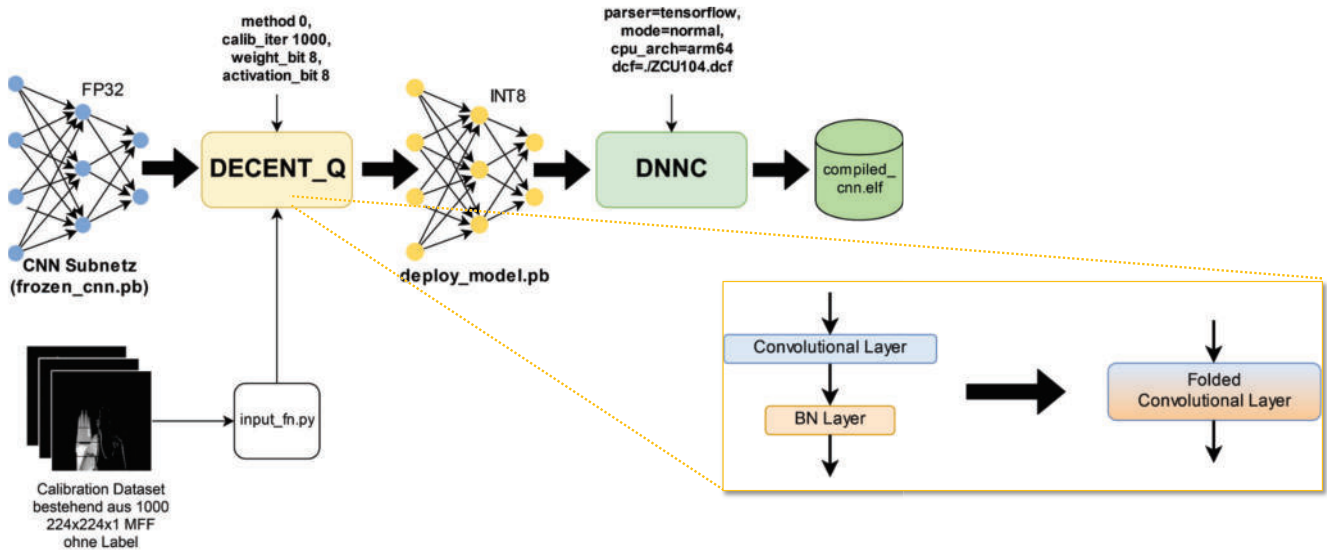 method 0,
calib_iter 1000,
weight_bit 8,
activation_bit 8
parser=tensorflow,
mode=normal,
cpu_arch=arm64
dcf=./ZCU104.dcf
FP32
DECENT_Q
INT8
DNNC
compiled_
cnn.elf
CNN Subnetz
(frozen_cnn.pb)
deploy_model.pb
input_fn.py
Calibration Dataset
bestehend aus 1000
224x224x1 MFF
ohne Label
Convolutional Layer
BN Layer
Folded
Convolutional Layer